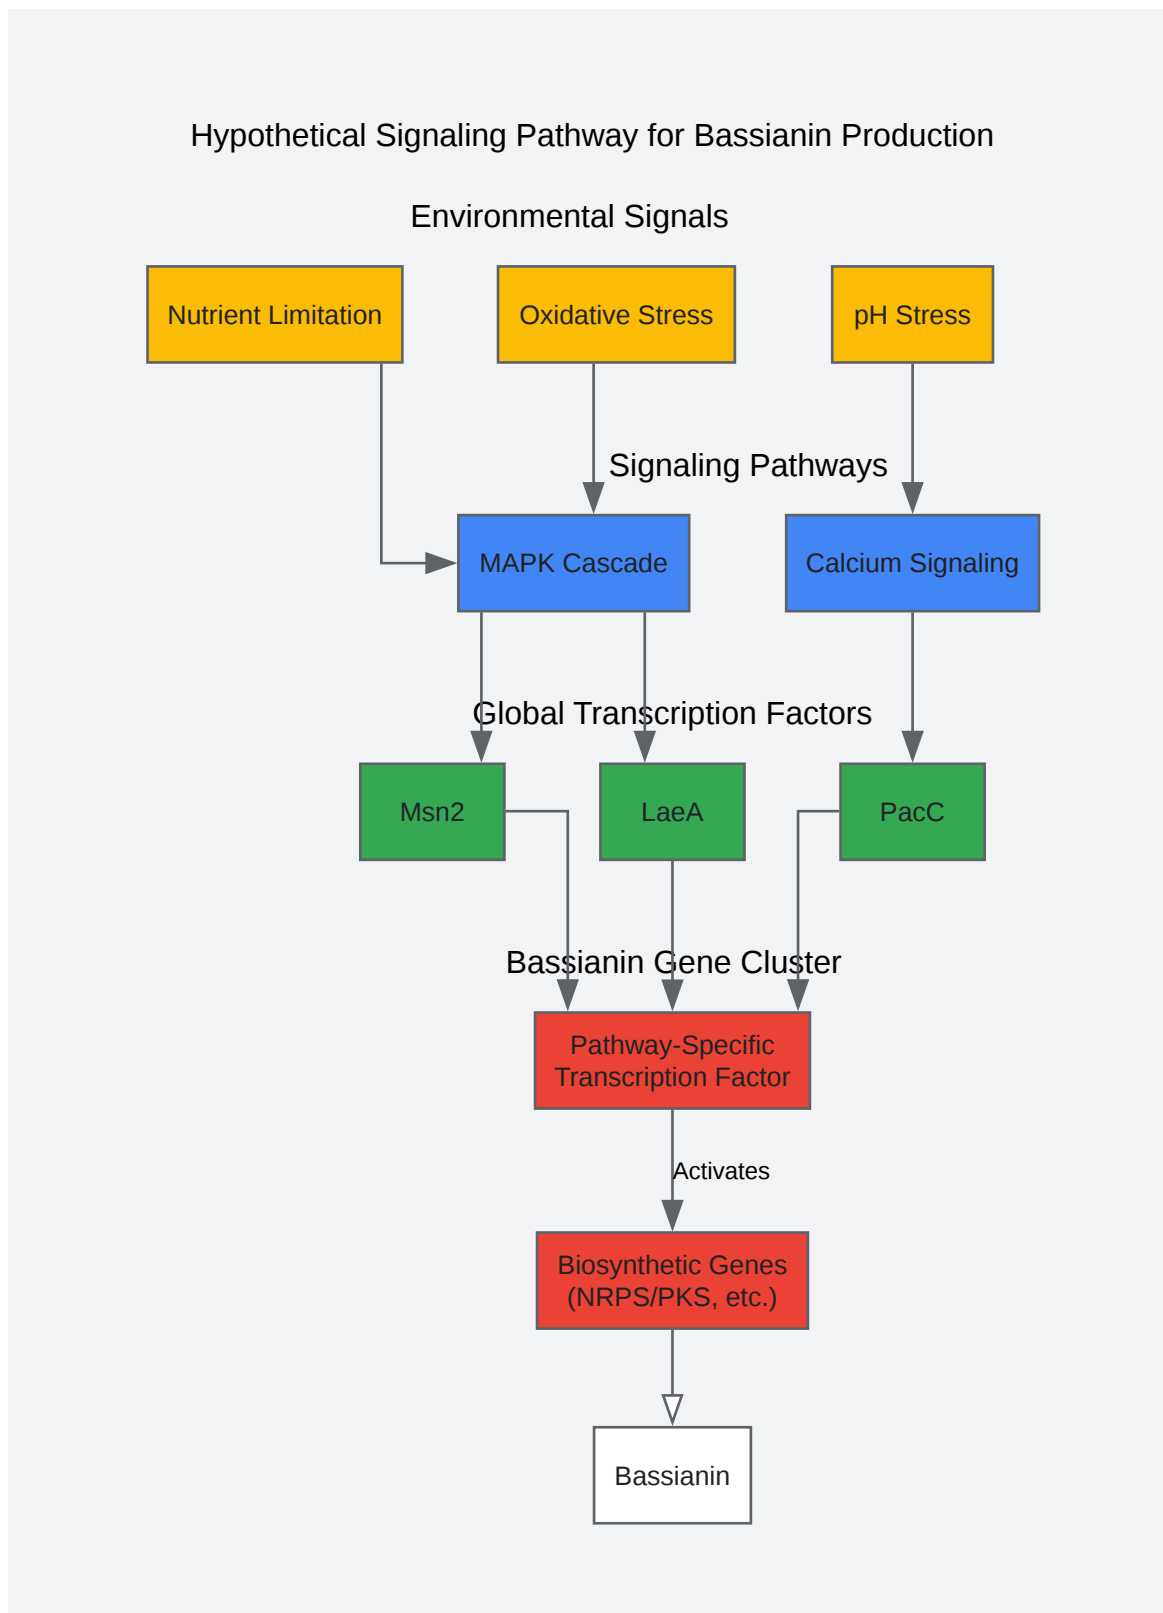 Hypothetical Signaling Pathway for Bassianin Production
Environmental Signals
Nutrient Limitation
Oxidative Stress
pH Stress
Signaling Pathways
MAPK Cascade
Calcium Signaling
Global Transcription Factors
Msn2
LaeA
PacC
Bassianin Gene Cluster
Pathway-Specific
Transcription Factor
Activates
Biosynthetic Genes
(NRPS/PKS, etc.)
Bassianin